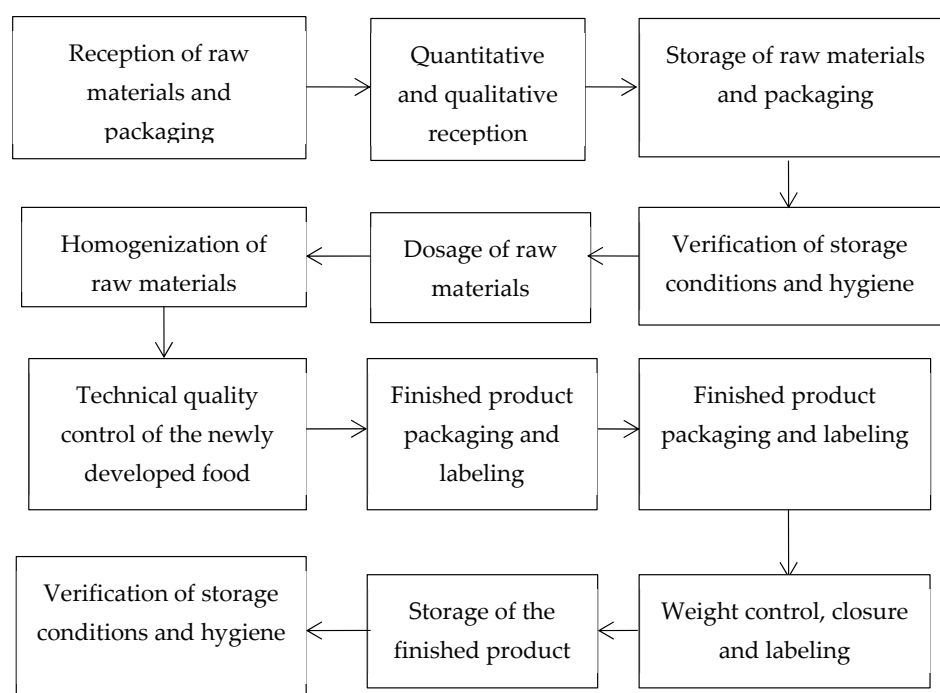 Reception of raw
materials and
packaging
Quantitative
and qualitative
reception
Storage of raw materials
and packaging
Verification of storage
conditions and hygiene
Dosage of raw
materials
Homogenization of
raw materials
Technical quality
control of the newly
developed food
Finished product
packaging and
labeling
Finished product
packaging and labeling
Weight control, closure
and labeling
Storage of the
finished product
Verification of storage
conditions and hygiene